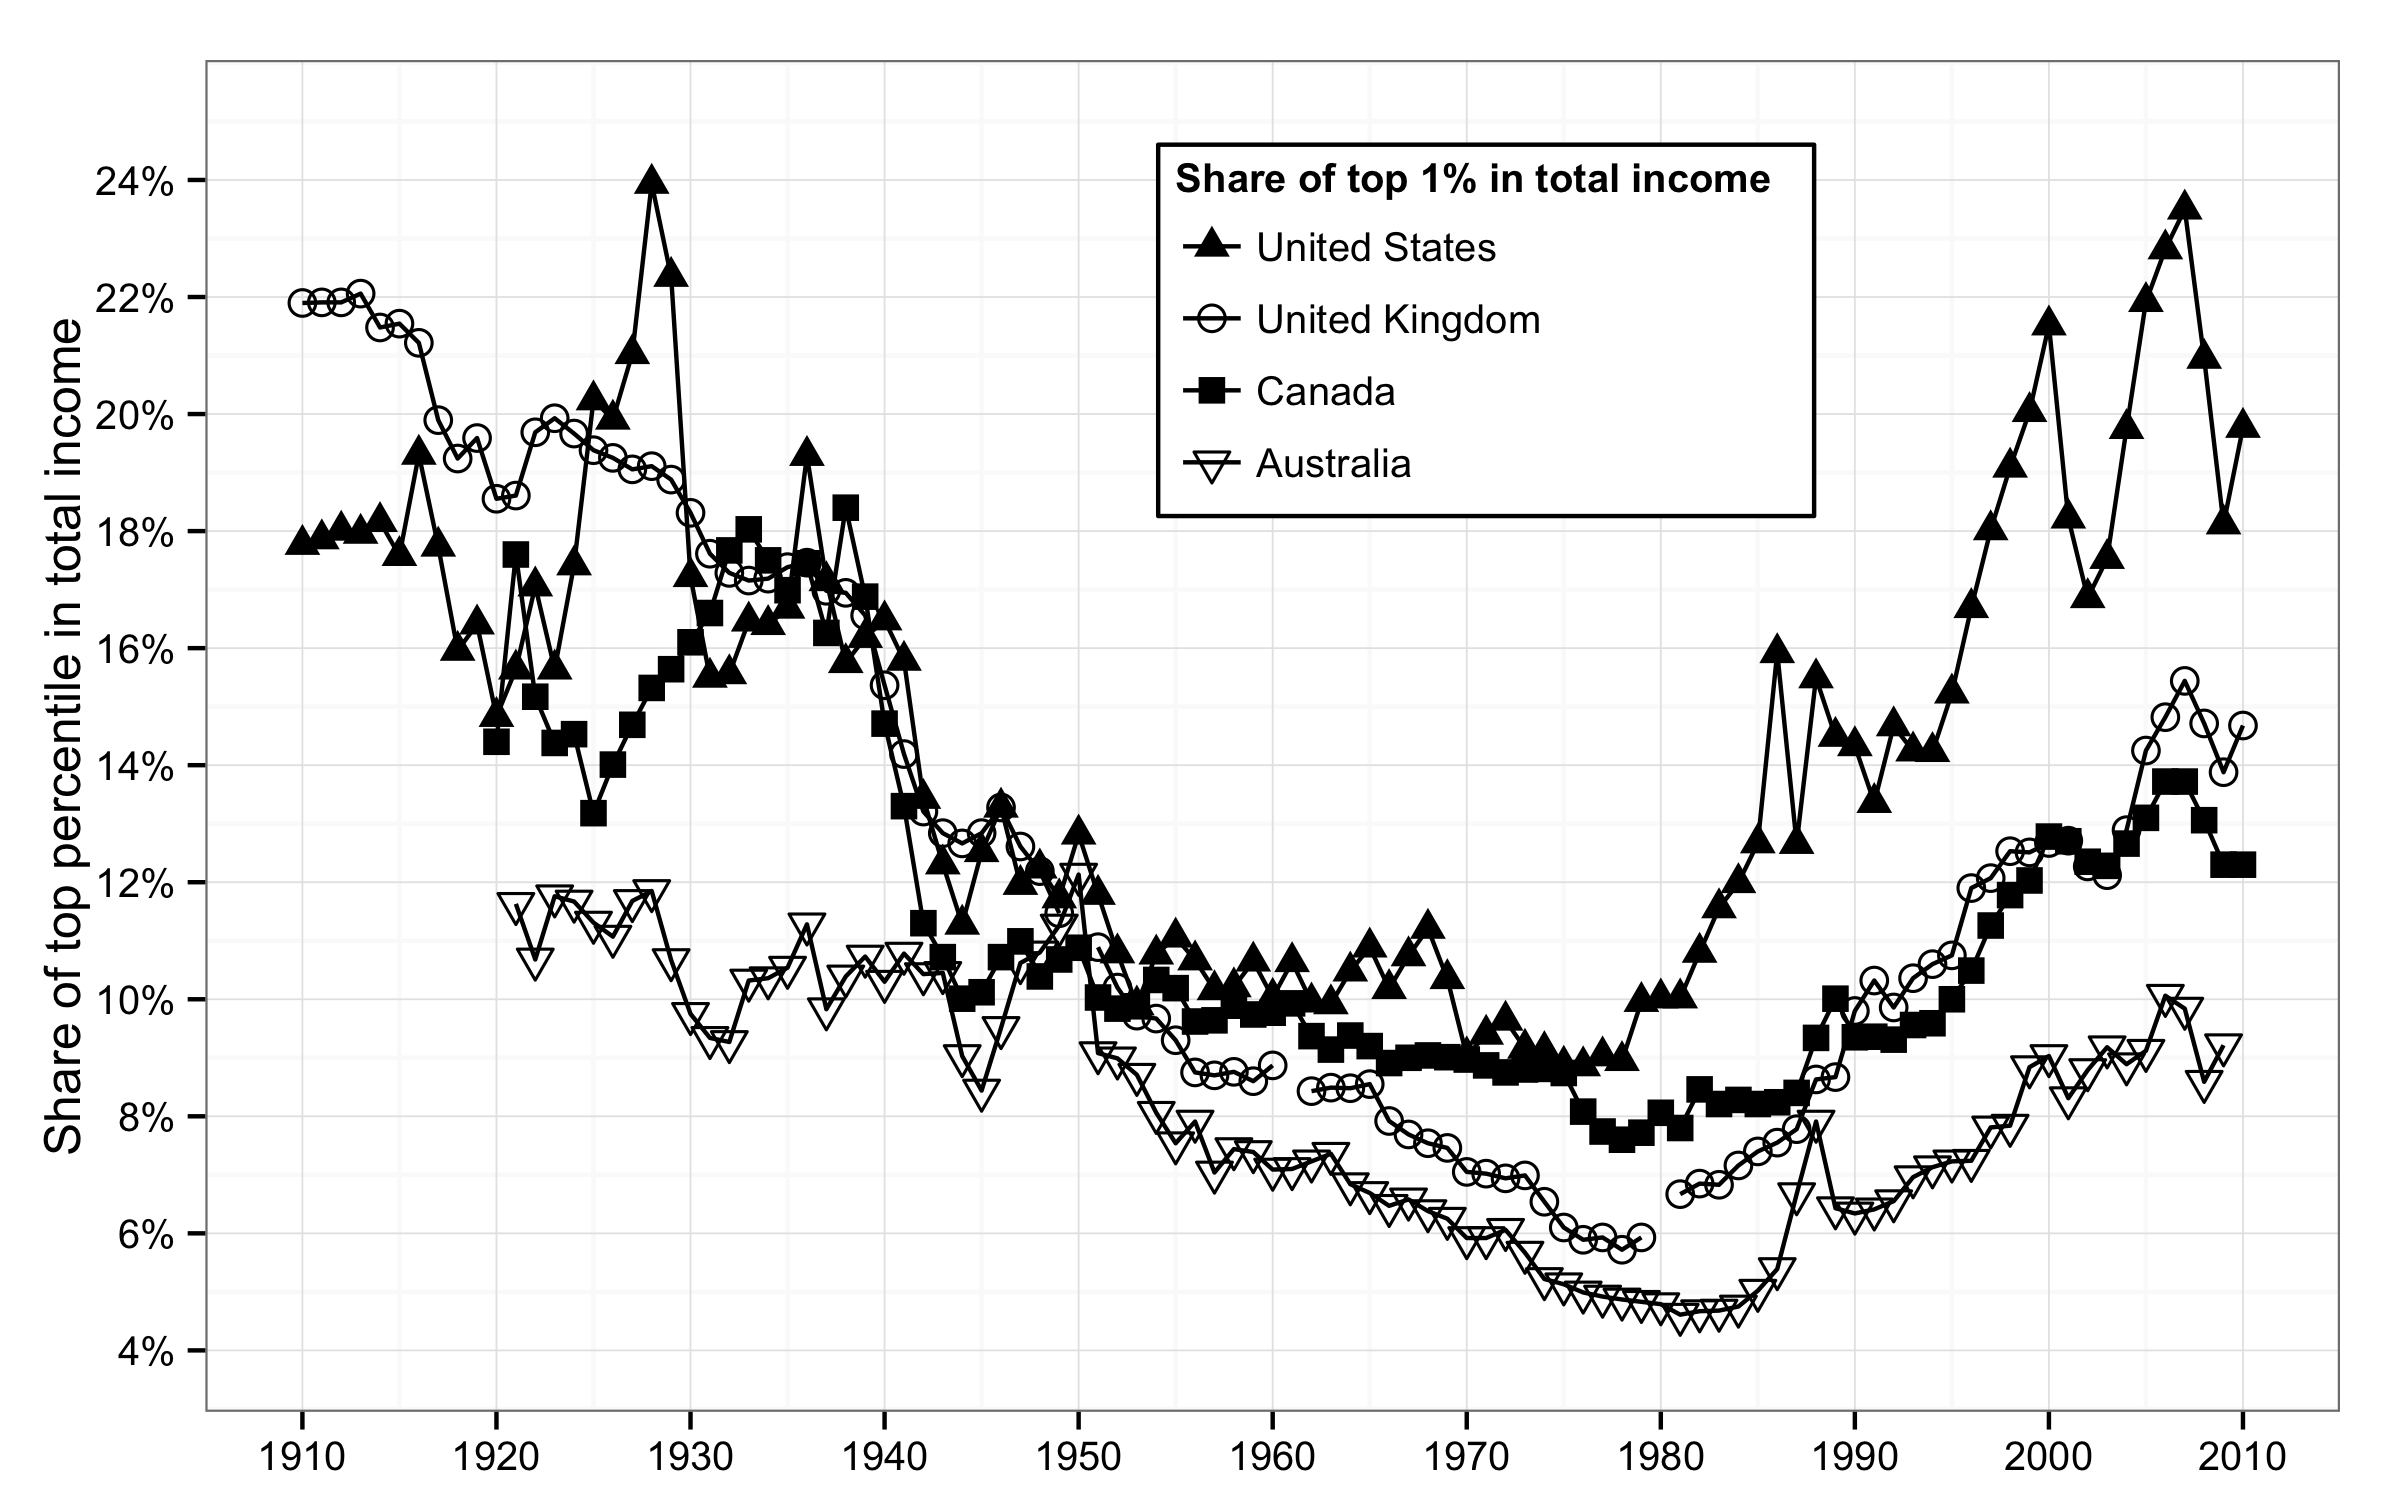 Share of top percentile in total income
24%
22%
20%
18%
16%
14%
12%
10%
8%
6%
4%
Share of top 1% in total income
United States
United Kingdom
Canada
Australia
1910 1920 1930 1940 1950 1960 1970 1980 1990 2000 2010